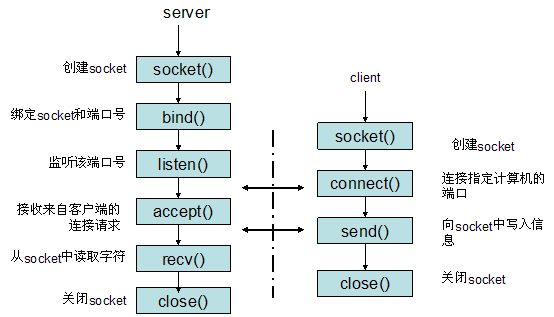 server
创建socket
socket()
绑定socket和端口号
bind()
监听该端口号
listen()
接收来自客户端的
连接请求
accept()
从socket中读取字符
recv()
关闭socket
close()
client
socket()
创建socket
connect()
连接指定计算机的
端口
send()
向socket中写入信
息
close()
关闭socket